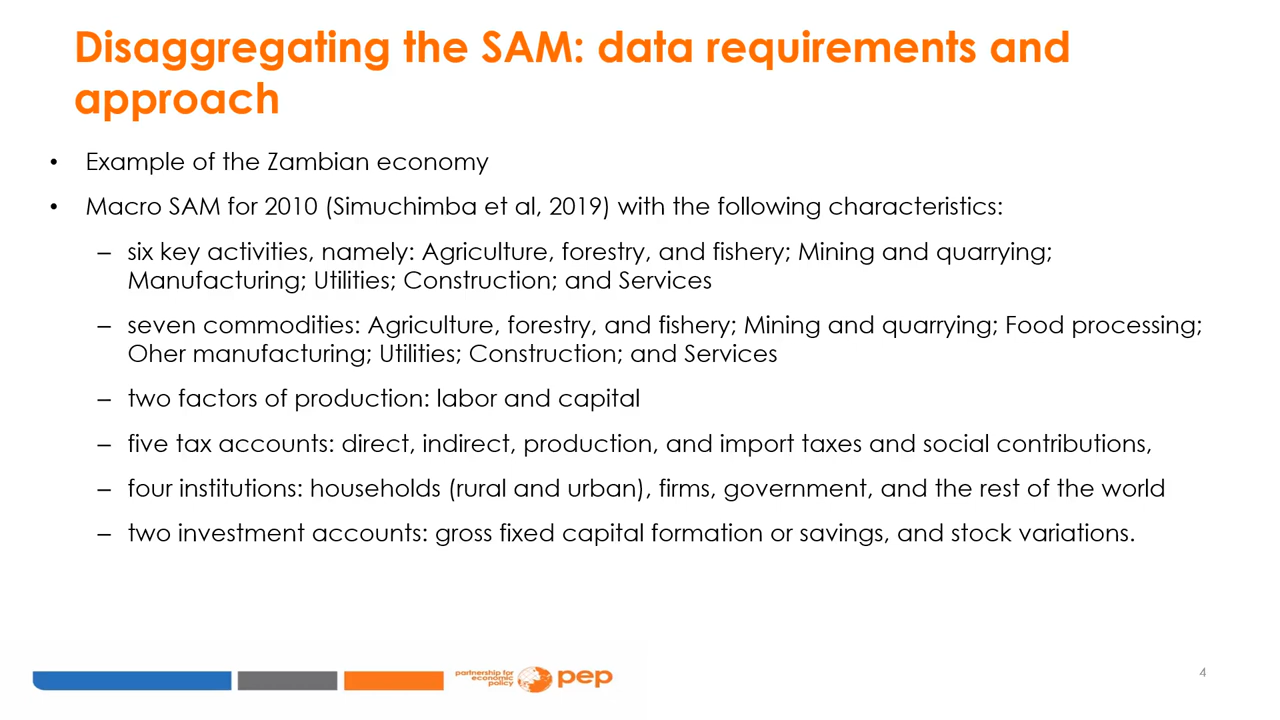 Disaggregating the SAM: data requirements and
approach
• Example of the Zambian economy
• Macro SAM for 2010 (Simuchimba et al, 2019) with the following characteristics:
– six key activities, namely: Agriculture, forestry, and fishery; Mining and quarrying;
Manufacturing; Utilities; Construction; and Services
– seven commodities: Agriculture, forestry, and fishery; Mining and quarrying; Food processing;
Oher manufacturing; Utilities; Construction; and Services
– two factors of production: labor and capital
– five tax accounts: direct, indirect, production, and import taxes and social contributions,
– four institutions: households (rural and urban), firms, government, and the rest of the world
– two investment accounts: gross fixed capital formation or savings, and stock variations.
partnership for
economic
policy
pep
4